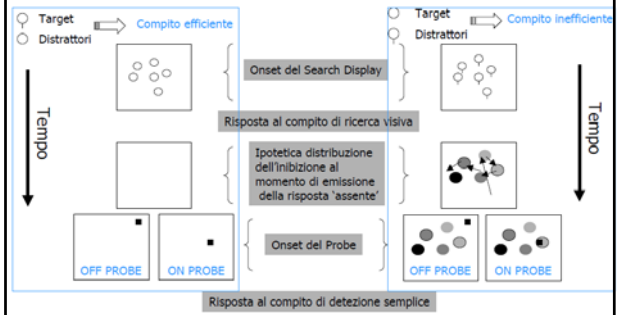 Target
Compito efficiente
Distrattori
Tempo
OFF PROBE
ON PROBE
Onset del Search Display
Risposta al compito di ricerca visiva
Ipotetica distribuzione
dell'inibizione al
momento di emissione
della risposta 'assente'
Onset del Probe
Risposta al compito di detezione semplice
Target
Compito inefficiente
Distrattori
Tempo
OFF PROBE
ON PROBE